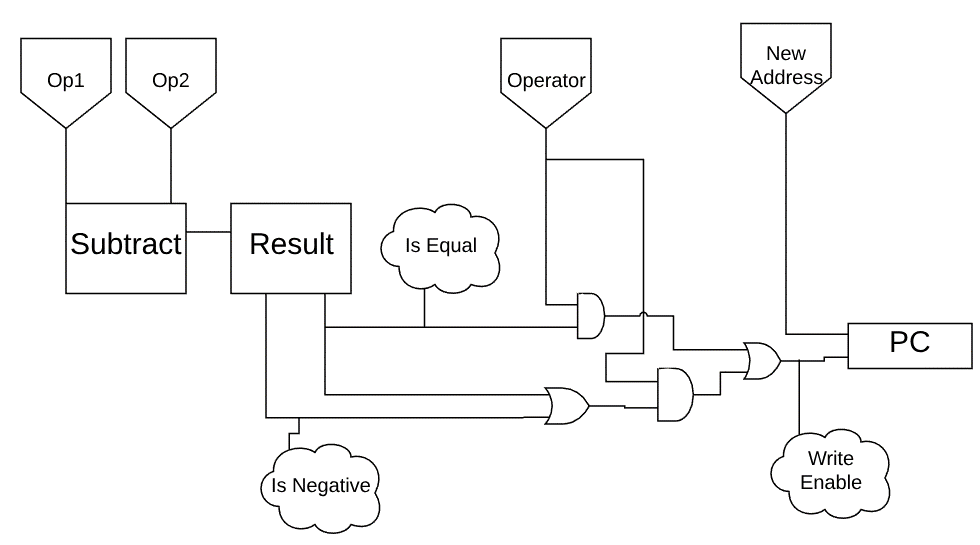 Op1
Op2
Operator
New
Address
Subtract
Result
Is Equal
PC
Is Negative
Write
Enable